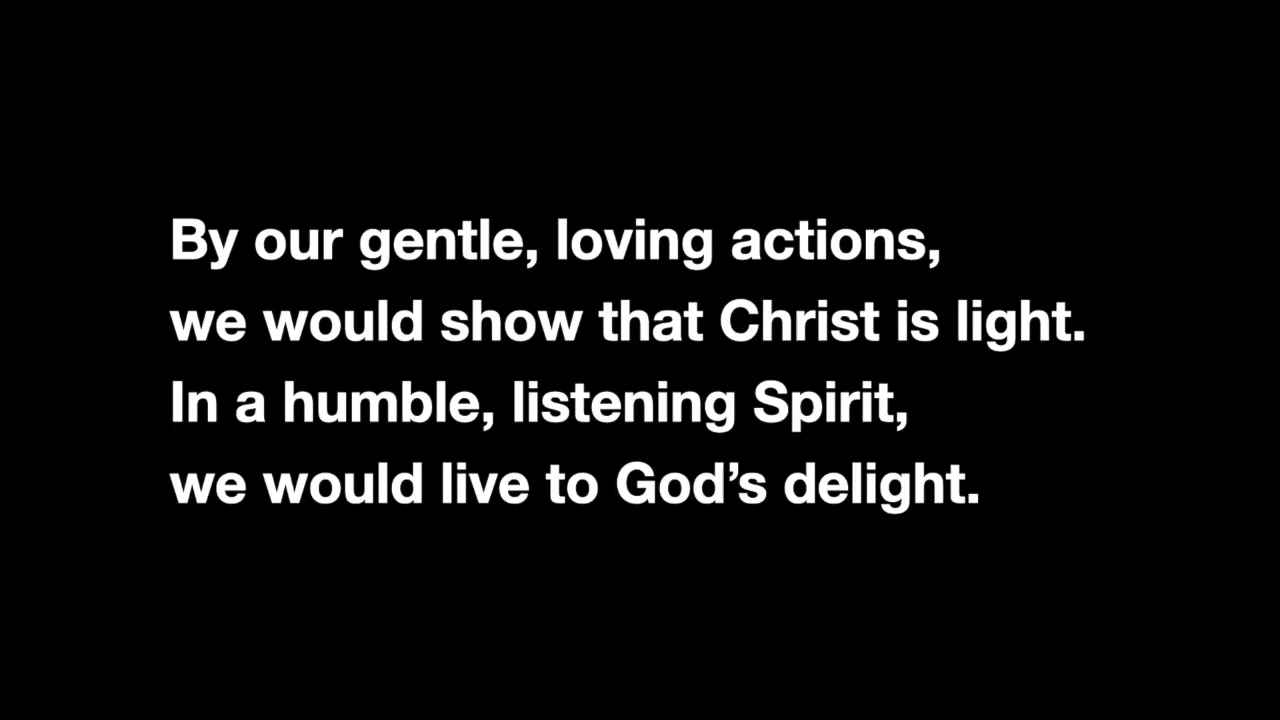 By our gentle, loving actions,
we would show that Christ is light.
In a humble, listening Spirit,
we would live to God’s delight.